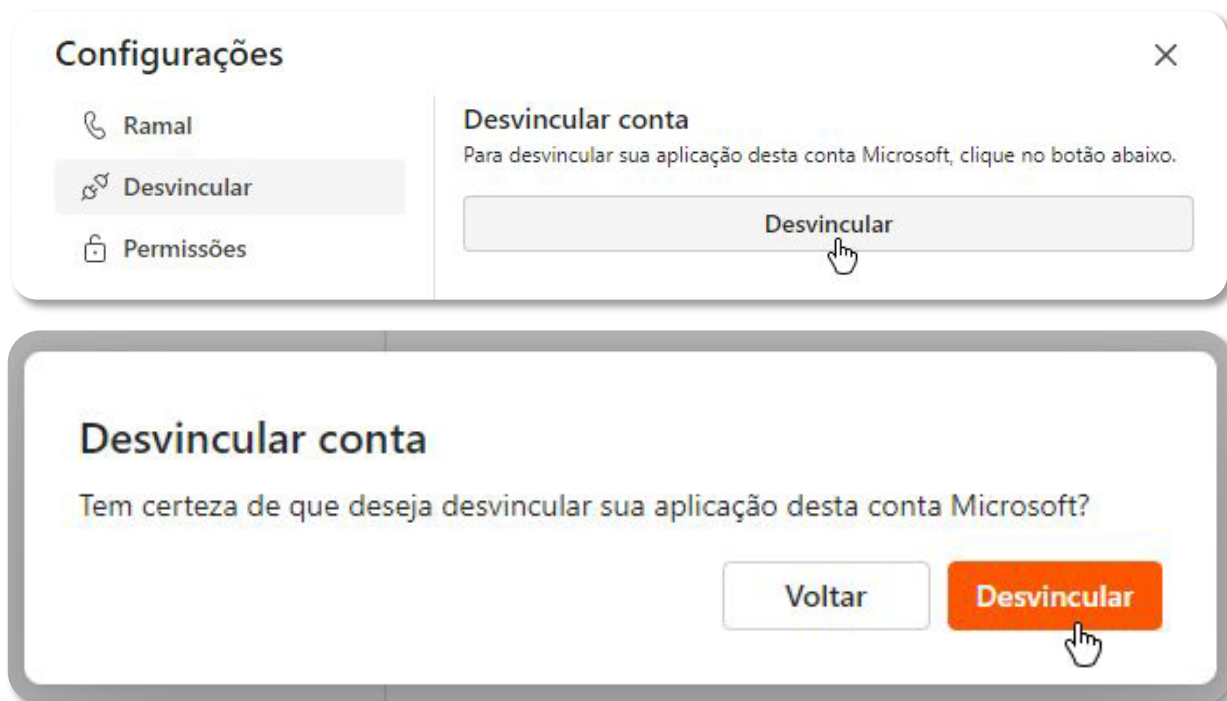 Configurações
Ramal
Desvincular
Permissões
Desvincular conta
Para desvincular sua aplicação desta conta Microsoft, clique no botão abaixo.
Desvincular
Desvincular conta
Tem certeza de que deseja desvincular sua aplicação desta conta Microsoft?
Voltar
Desvincular